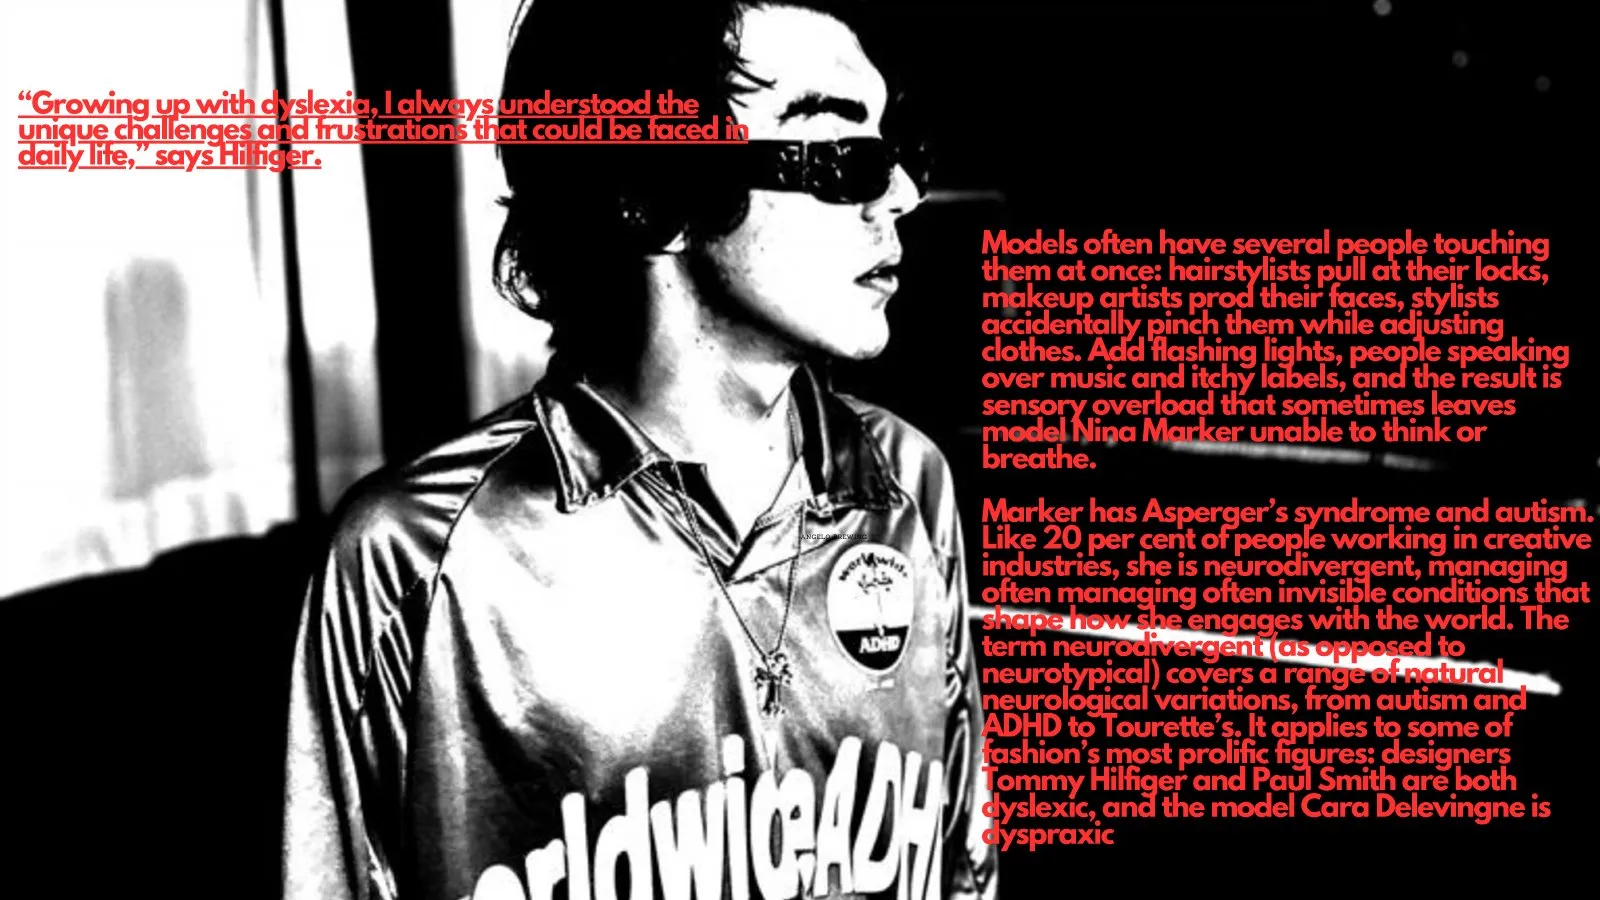 “Growing up with dyslexia, I always understood the
unique challenges and frustrations that could be faced in
daily life,” says Hilfiger.
Models often have several people touching
them at once: hairstylists pull at their locks,
makeup artists prod their faces, stylists
accidentally pinch them while adjusting
clothes. Add flashing lights, people speaking
over music and itchy labels, and the result is
sensory overload that sometimes leaves
model Nina Marker unable to think or
breathe.
Marker has Asperger’s syndrome and autism.
Like 20 per cent of people working in creative
industries, she is neurodivergent, managing
often managing often invisible conditions that
shape how she engages with the world. The
term neurodivergent (as opposed to
neurotypical) covers a range of natural
neurological variations, from autism and
ADHD to Tourette’s. It applies to some of
fashion’s most prolific figures: designers
Tommy Hilfiger and Paul Smith are both
dyslexic, and the model Cara Delevingne is
dyspraxic
ANGELO BREWING
worldwide
ADHD
worldwide ADHD